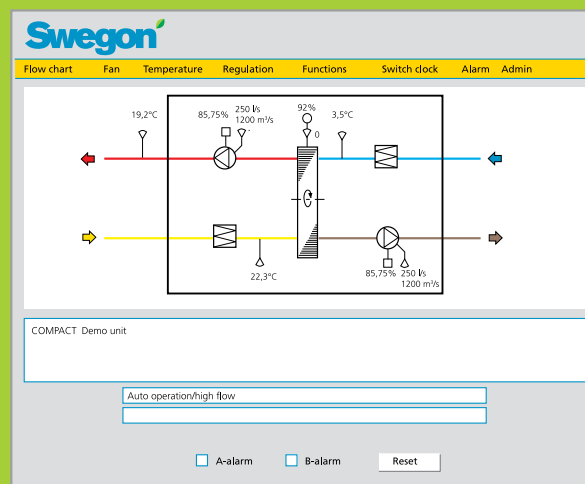 Swegon
Flow chart Fan Temperature Regulation Functions Switch clock Alarm Admin
19,2°C
85,75%
250 l/s
1200 m³/s
92%
0
3,5°C
22,3°C
85,75%
250 l/s
1200 m³/s
COMPACT Demo unit
Auto operation/high flow
A-alarm B-alarm Reset